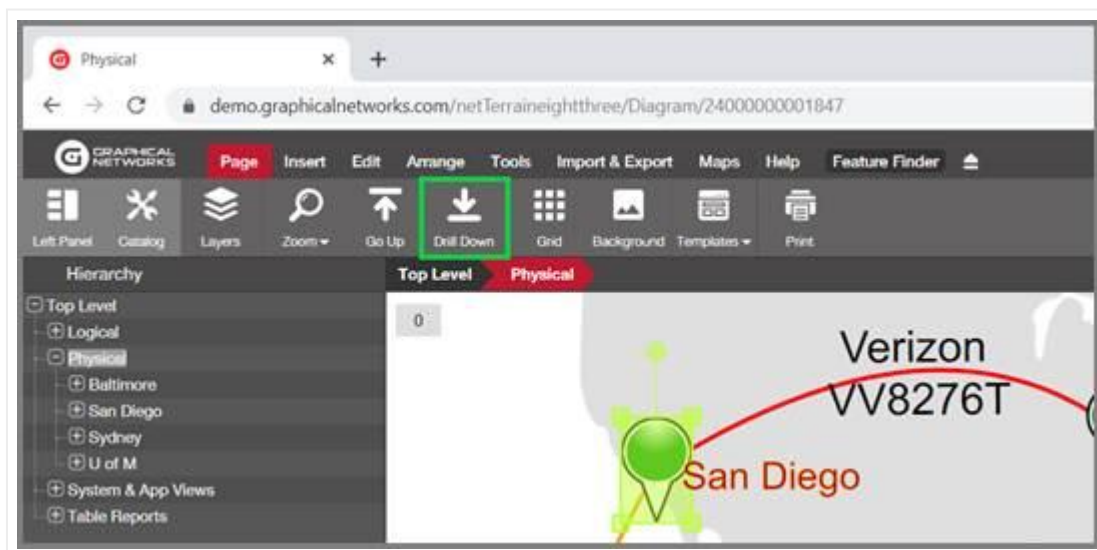 Physical × +
demo.graphicalnetworks.com/netTerraineightthree/Diagram/24000000001847
GRAPHICAL
NETWORKS
Page Insert Edit Arrange Tools Import & Export Maps Help Feature Finder
Left Panel Catalog Layers Zoom Go Up Drill Down Grid Background Templates Print
Hierarchy
Top Level Physical
Top Level
Logical
Physical
Baltimore
San Diego
Sydney
U of M
System & App Views
Table Reports
0
Verizon
VV8276T
San Diego